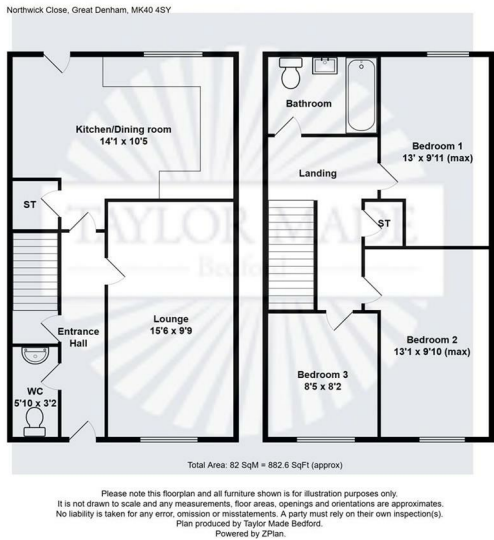 Northwick Close, Great Denham, MK40 4SY
Kitchen/Dining room
14'1 x 10'5
ST
Lounge
15'6 x 9'9
Entrance
Hall
WC
5'10 x 3'2
Bathroom
Landing
Bedroom 1
13' x 9'11 (max)
ST
Bedroom 2
13'1 x 9'10 (max)
Bedroom 3
8'5 x 8'2
TAYLOR MADE
Bedford
Total Area: 82 SqM = 882.6 SqFt (approx)
Please note this floorplan and all furniture shown is for illustration purposes only.
It is not drawn to scale and any measurements, floor areas, openings and orientations are approximates.
No liability is taken for any error, omission or misstatements. A party must rely on their own inspection(s).
Plan produced by Taylor Made Bedford.
Powered by ZPlan.